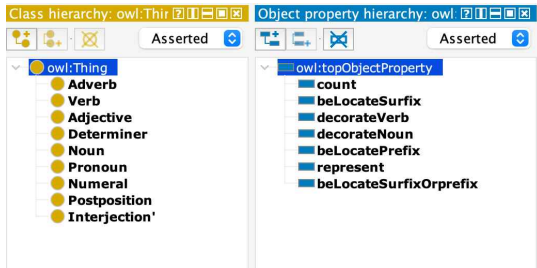 Class hierarchy: owl:Thir
Asserted
owl:Thing
Adverb
Verb
Adjective
Determiner
Noun
Pronoun
Numeral
Postposition
Interjection'
Object property hierarchy: owl:
Asserted
owl:topObjectProperty
count
beLocateSurfix
decorateVerb
decorateNoun
beLocatePrefix
represent
beLocateSurfixOrprefix